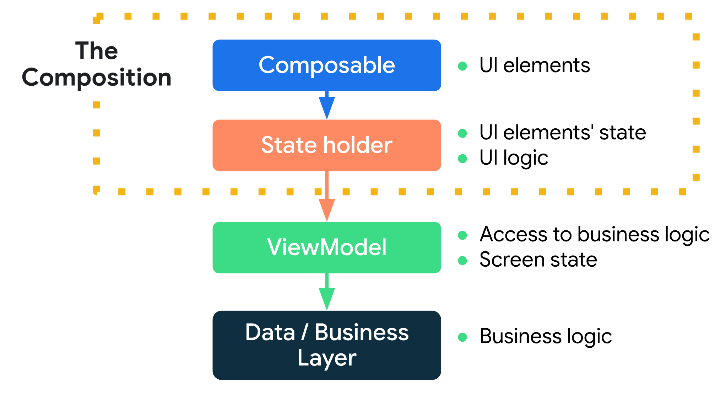 The
Composition
Composable
UI elements
State holder
UI elements' state
UI logic
ViewModel
Access to business logic
Screen state
Data / Business
Layer
Business logic